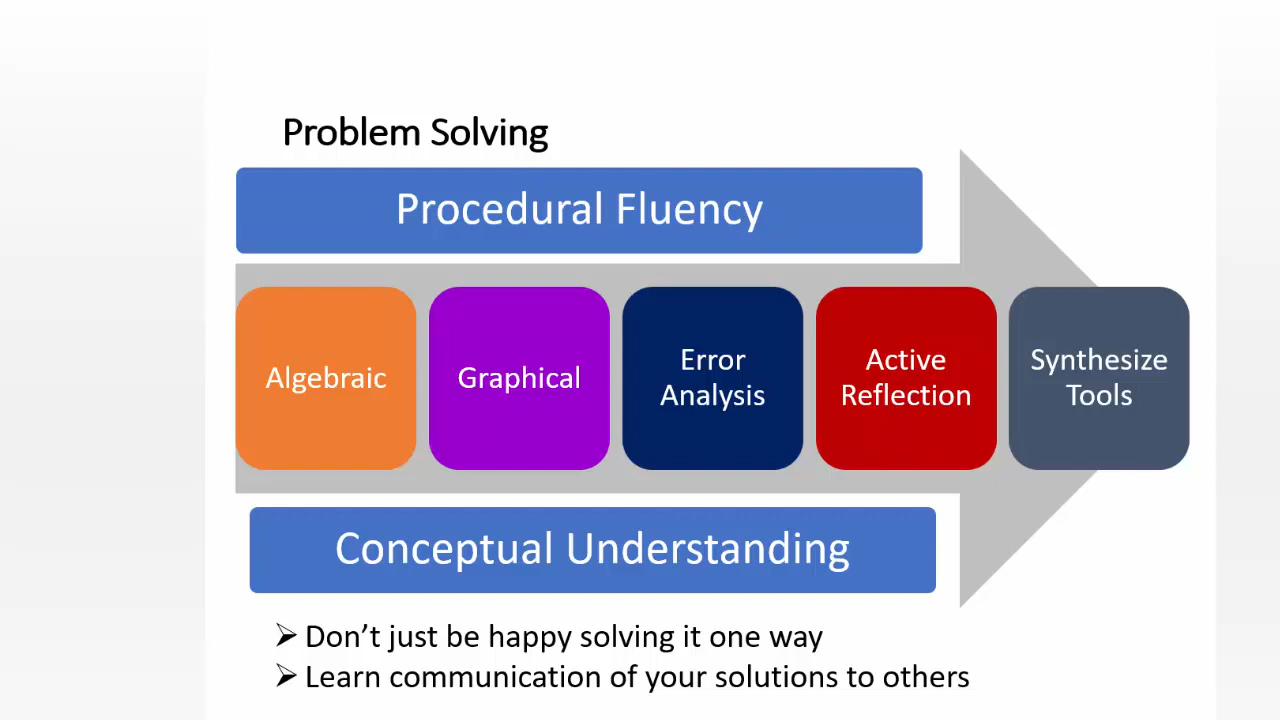 Problem Solving
Procedural Fluency
Algebraic
Graphical
Error
Analysis
Active
Reflection
Synthesize
Tools
Conceptual Understanding
➢ Don’t just be happy solving it one way
➢ Learn communication of your solutions to others